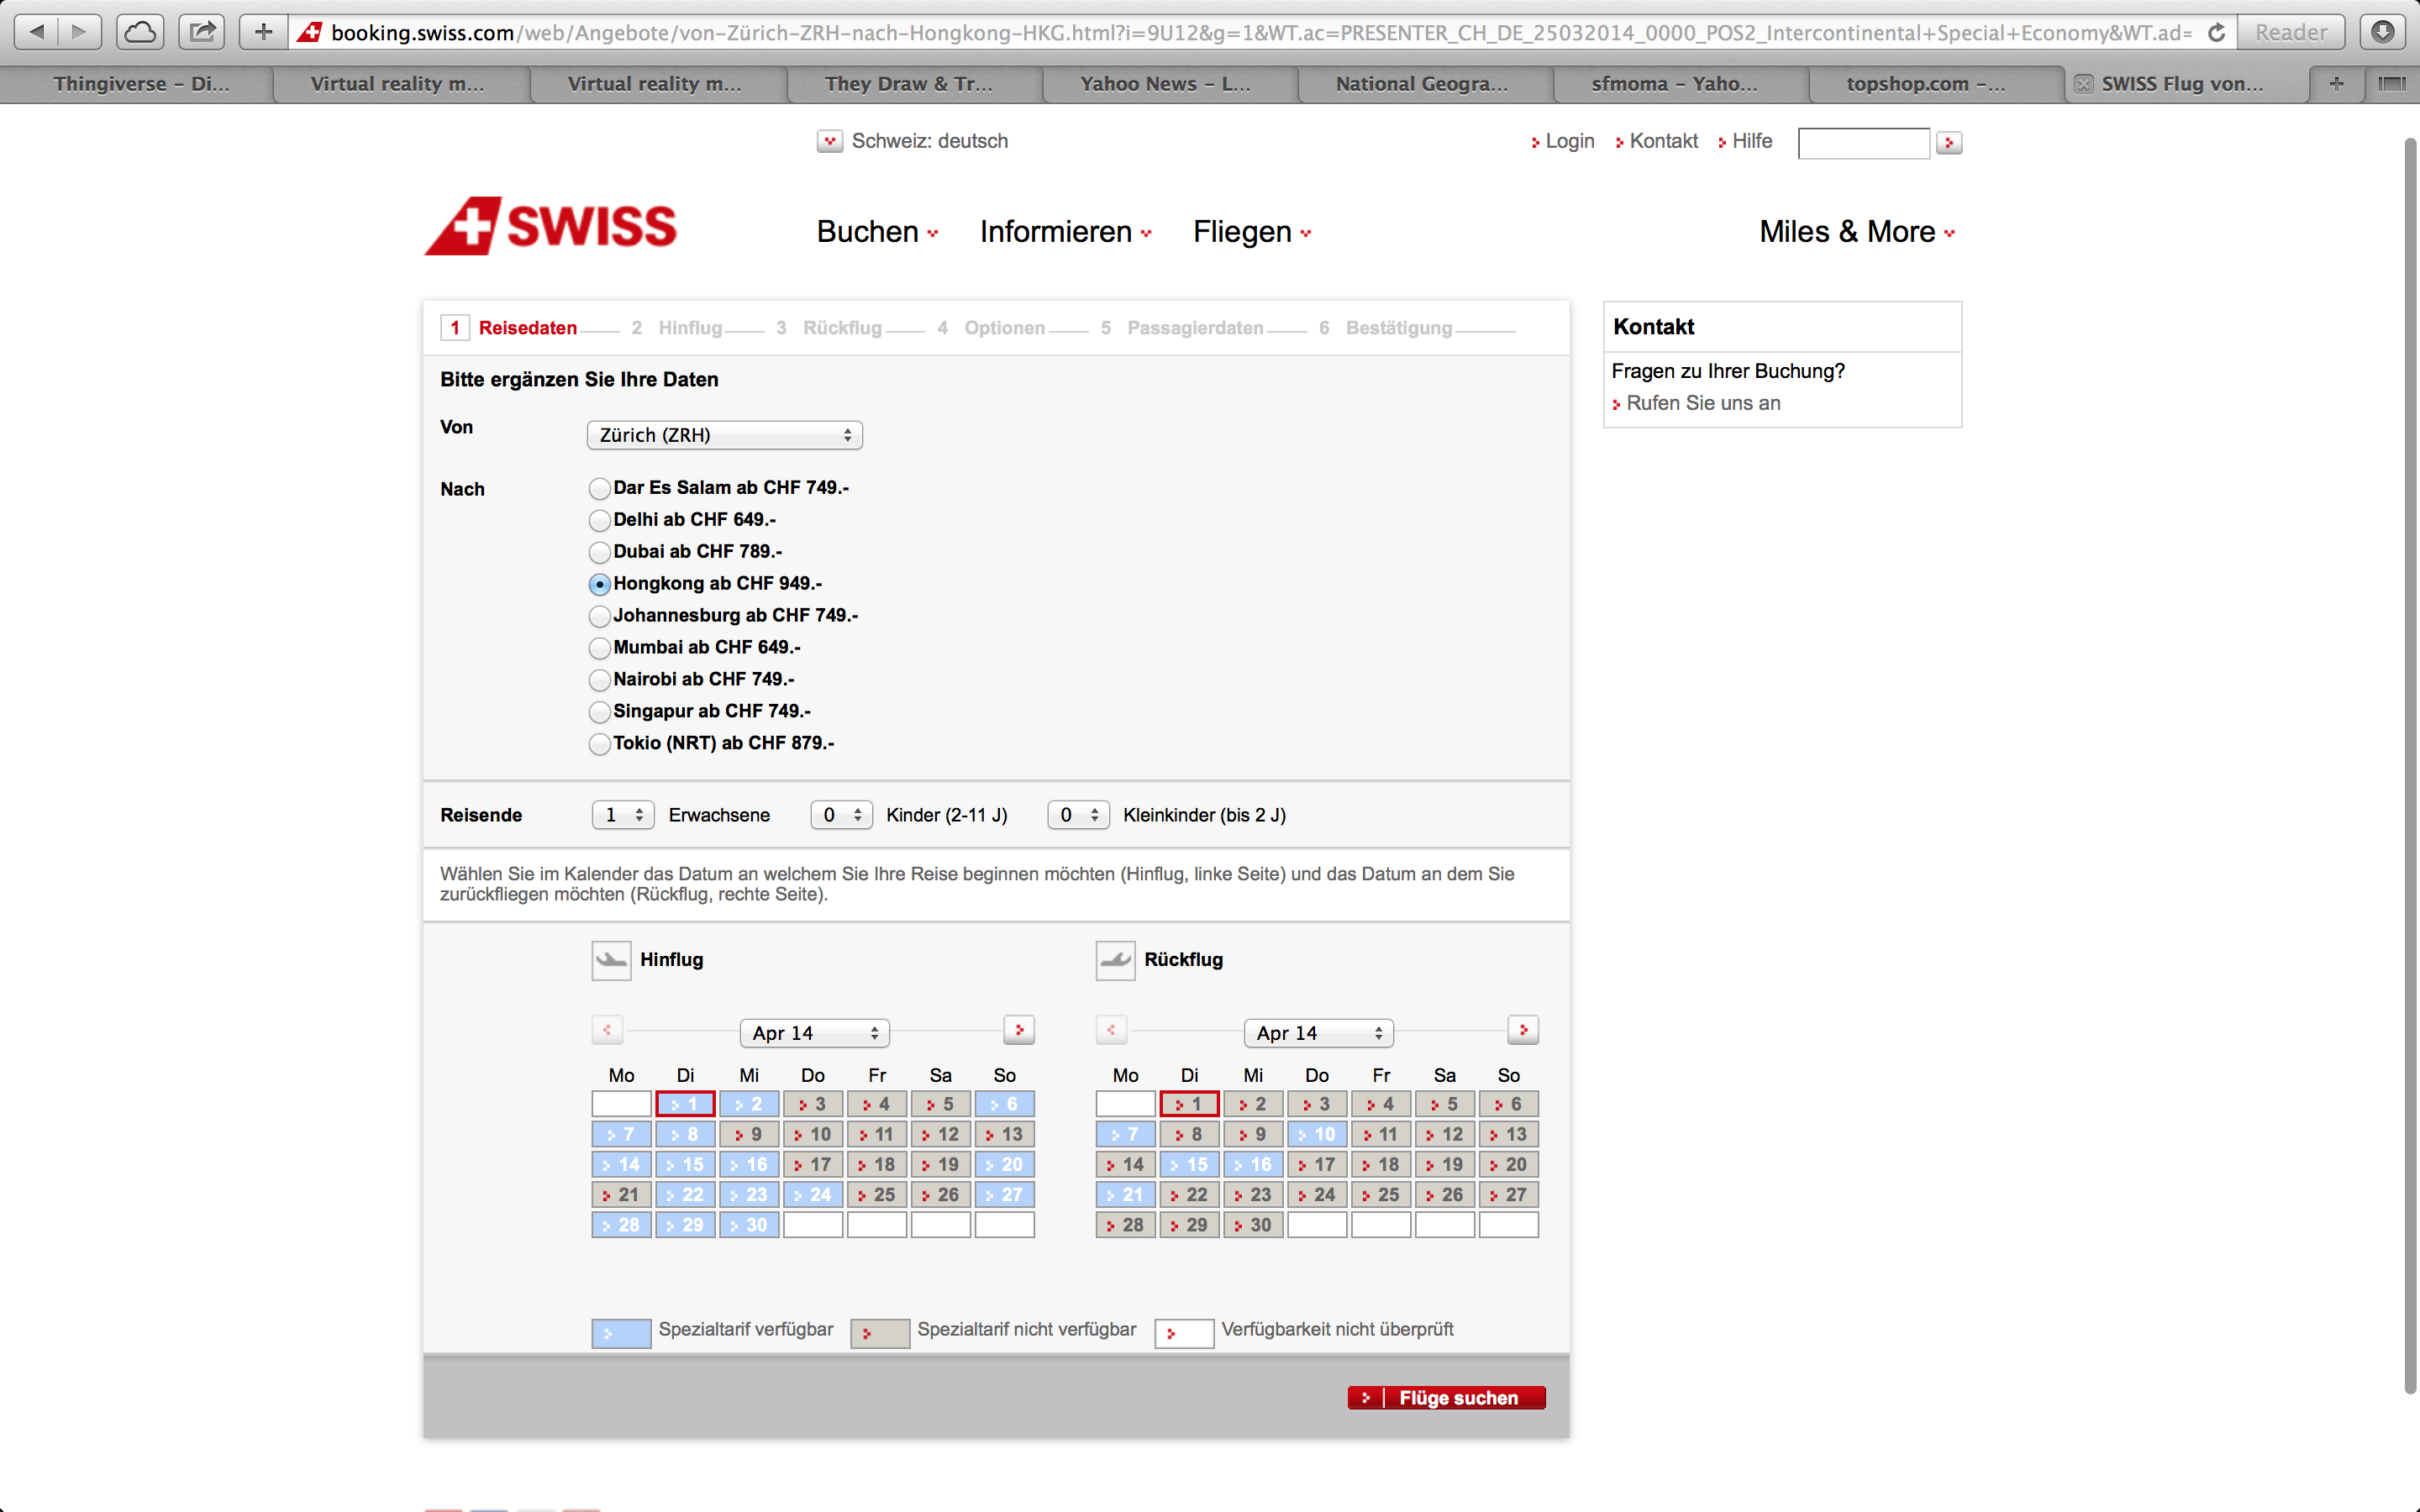 booking.swiss.com/web/Angebote/von-Zürich-ZRH-nach-Hongkong-HKG.html?i=9U12&g=1&WT.ac=PRESENTER_CH_DE_25032014_0000_POS2_Intercontinental+Special+Economy&WT.ad=
Reader
Thingiverse – Di...
Virtual reality m...
Virtual reality m...
They Draw & Tr...
Yahoo News – L...
National Geogra...
sfmoma – Yaho...
topshop.com –...
SWISS Flug von...
Schweiz: deutsch
Login Kontakt Hilfe
SWISS
Buchen Informieren Fliegen Miles & More
1 Reisedaten 2 Hinflug 3 Rückflug 4 Optionen 5 Passagierdaten 6 Bestätigung
Kontakt
Fragen zu Ihrer Buchung?
Rufen Sie uns an
Bitte ergänzen Sie Ihre Daten
Von Zürich (ZRH)
Nach
Dar Es Salam ab CHF 749.-
Delhi ab CHF 649.-
Dubai ab CHF 789.-
Hongkong ab CHF 949.-
Johannesburg ab CHF 749.-
Mumbai ab CHF 649.-
Nairobi ab CHF 749.-
Singapur ab CHF 749.-
Tokio (NRT) ab CHF 879.-
Reisende 1 Erwachsene 0 Kinder (2-11 J) 0 Kleinkinder (bis 2 J)
Wählen Sie im Kalender das Datum an welchem Sie Ihre Reise beginnen möchten (Hinflug, linke Seite) und das Datum an dem Sie
zurückfliegen möchten (Rückflug, rechte Seite).
Hinflug
Apr 14
Mo Di Mi Do Fr Sa So
1 2 3 4 5 6
7 8 9 10 11 12 13
14 15 16 17 18 19 20
21 22 23 24 25 26 27
28 29 30
Rückflug
Apr 14
Mo Di Mi Do Fr Sa So
1 2 3 4 5 6
7 8 9 10 11 12 13
14 15 16 17 18 19 20
21 22 23 24 25 26 27
28 29 30
Spezialtarif verfügbar Spezialtarif nicht verfügbar Verfügbarkeit nicht überprüft
Flüge suchen